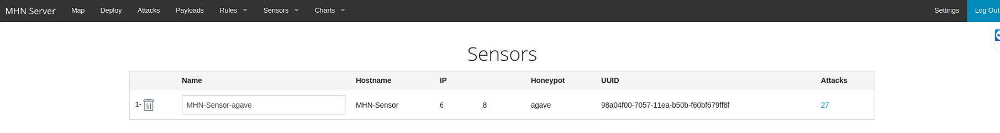 MHN Server Map Deploy Attacks Payloads Rules Sensors Charts Settings Log Out
Sensors
Name Hostname IP Honeypot UUID Attacks
1- MHN-Sensor-agave MHN-Sensor 6 8 agave 98a04f00-7057-11ea-b50b-f60bf679ff8f 27